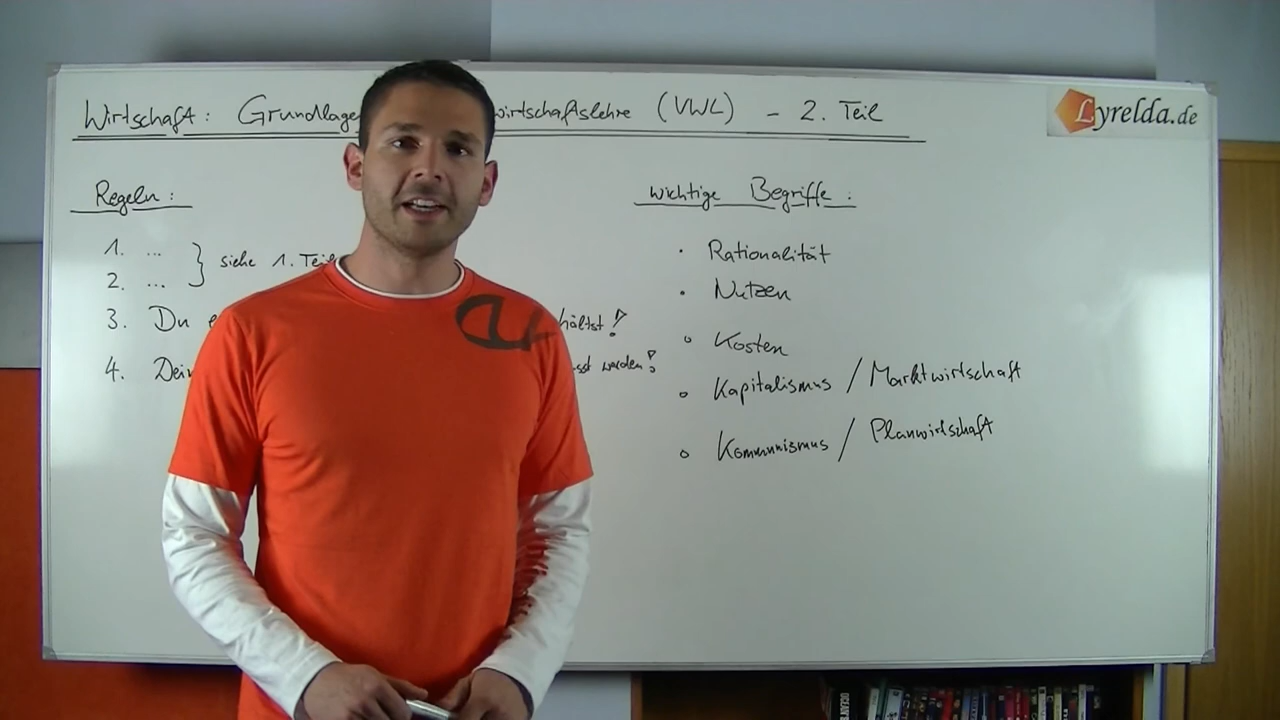 Wirtschaft: Grundlage wirtschaftslehre (VWL) - 2. Teil
Lyrelda.de
Regeln:
1. ...
2. ...
} siehe 1. Teil
3. Du hältst!
4. Dein werden!
wichtige Begriffe:
• Rationalität
• Nutzen
• Kosten
• Kapitalismus / Marktwirtschaft
• Kommunismus / Planwirtschaft